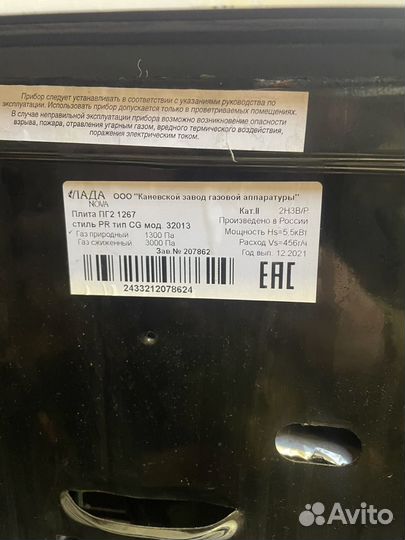 Прибор следует устанавливать в соответствии с указаниями руководства по
эксплуатации. Использовать прибор допускается только в проветриваемых помещениях.
В случае неправильной эксплуатации прибора возможно возникновение опасности
взрыва, пожара, отравления угарным газом, вредного термического воздействия,
поражения электрическим током.
ЛАДА NOVA
ООО "Каневской завод газовой аппаратуры"
Плита ПГ2 1267
Кат.II 2H3B/P
стиль PR тип CG мод. 32013
Произведено в России
✓ Газ природный 1300 Па
Мощность Hs=5,5кВт
Газ сжиженный 3000 Па
Расход Vs=456г/ч
Зав.№ 207862
Год вып. 12.2021
2433212078624
EAC
Avito